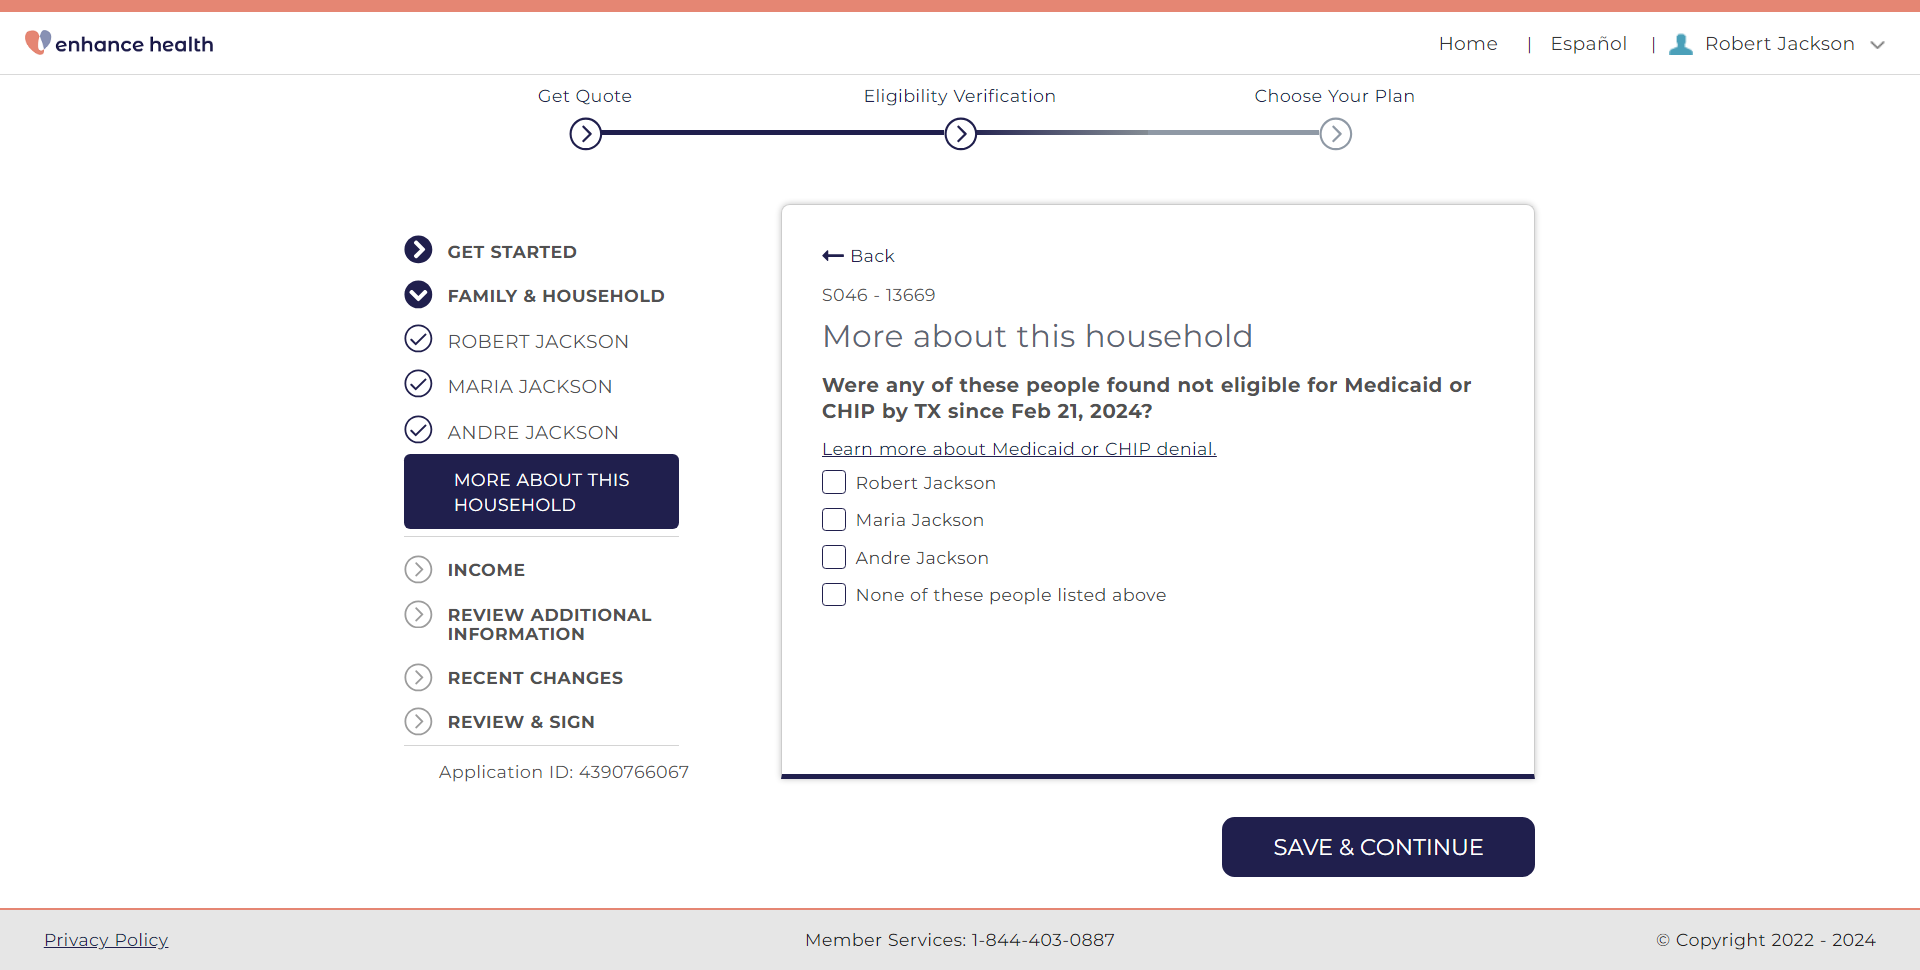 enhance health
Home | Español | Robert Jackson
Get Quote
Eligibility Verification
Choose Your Plan
GET STARTED
FAMILY & HOUSEHOLD
ROBERT JACKSON
MARIA JACKSON
ANDRE JACKSON
MORE ABOUT THIS
HOUSEHOLD
INCOME
REVIEW ADDITIONAL
INFORMATION
RECENT CHANGES
REVIEW & SIGN
Application ID: 4390766067
Back
S046 - 13669
More about this household
Were any of these people found not eligible for Medicaid or
CHIP by TX since Feb 21, 2024?
Learn more about Medicaid or CHIP denial.
Robert Jackson
Maria Jackson
Andre Jackson
None of these people listed above
SAVE & CONTINUE
Privacy Policy
Member Services: 1-844-403-0887
© Copyright 2022 - 2024